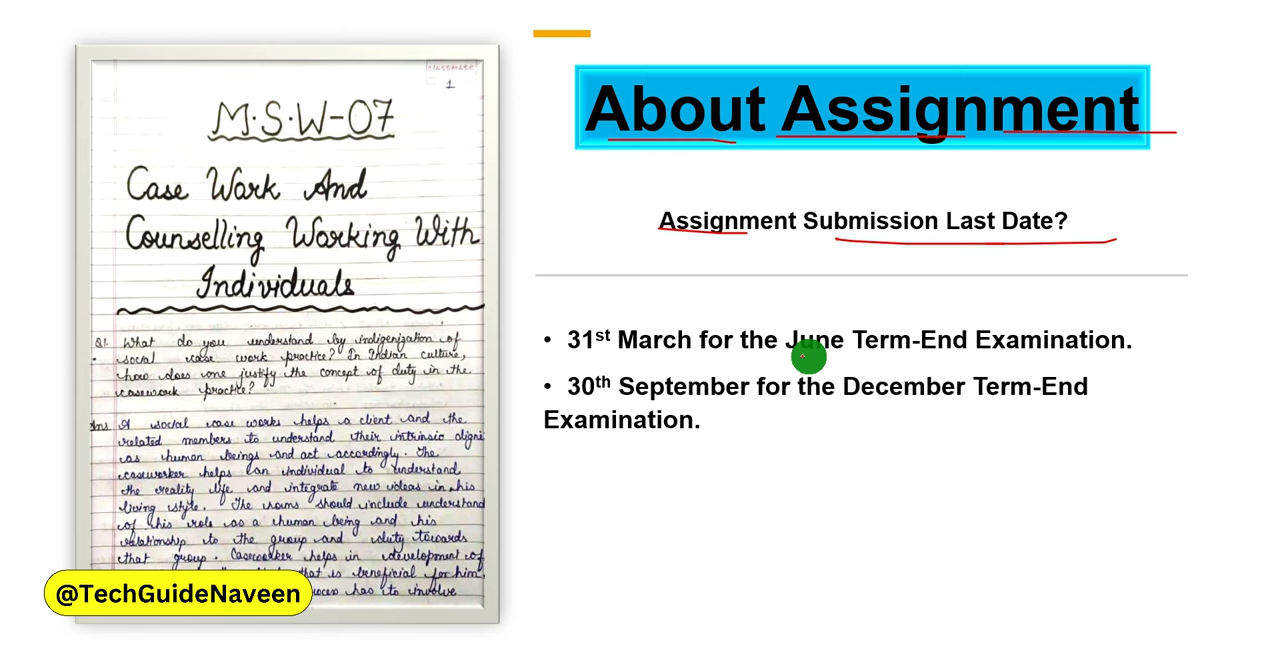 classmate
1
M.S.W-07
Case Work And
Counselling Working With
Individuals
Q1. What do you understand by indigenization of
social case work practice? In Indian culture,
how does one justify the concept of duty in the
casework practice?
Ans A social case works helps a client and the
related members to understand their intrinsic digni
as human beings and act accordingly. The
caseworker helps an individual to understand
the reality life and integrate new ideas in his
living style. The norms should include understand
of his role as a human being and his
relationship to the group and duty towards
that group. Caseworker helps in development of
that is beneficial for him.
process has to involve
@TechGuideNaveen
About Assignment
Assignment Submission Last Date?
• 31st March for the June Term-End Examination.
• 30th September for the December Term-End
Examination.